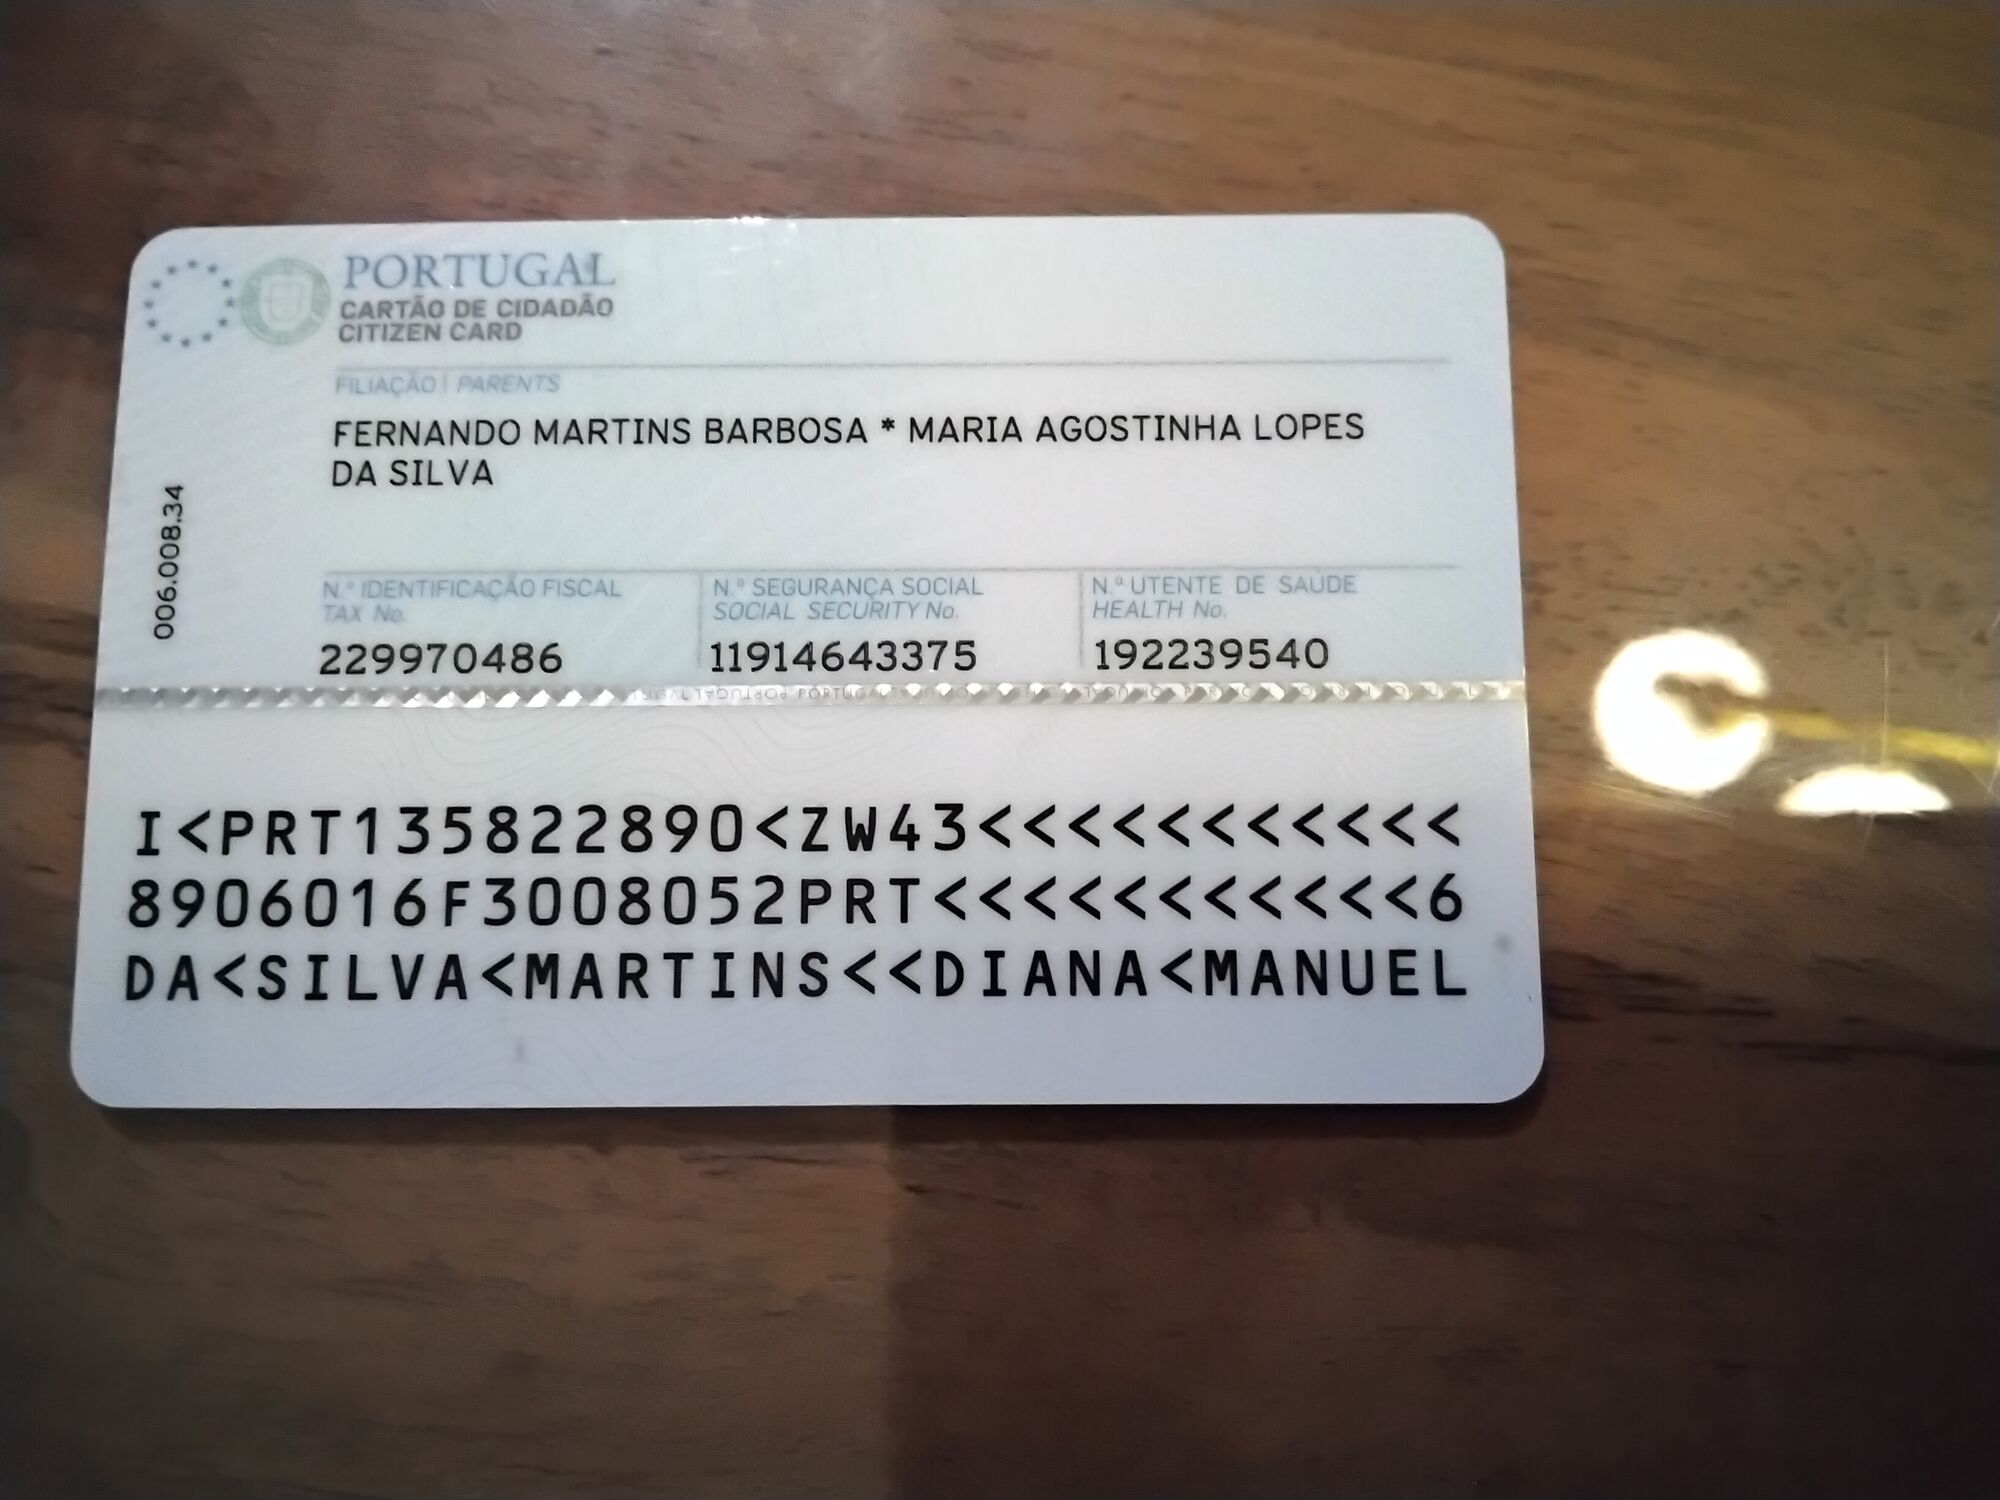 PORTUGAL
CARTÃO DE CIDADÃO
CITIZEN CARD
FILIAÇÃO | PARENTS
FERNANDO MARTINS BARBOSA * MARIA AGOSTINHA LOPES
DA SILVA
006.008.34
N.º IDENTIFICAÇÃO FISCAL
TAX No.
229970486
N.º SEGURANÇA SOCIAL
SOCIAL SECURITY No.
11914643375
N.º UTENTE DE SAÚDE
HEALTH No.
192239540
I<PRT135822890<ZW43<<<<<<<<<<<
8906016F3008052PRT<<<<<<<<<<<6
DA<SILVA<MARTINS<<DIANA<MANUEL